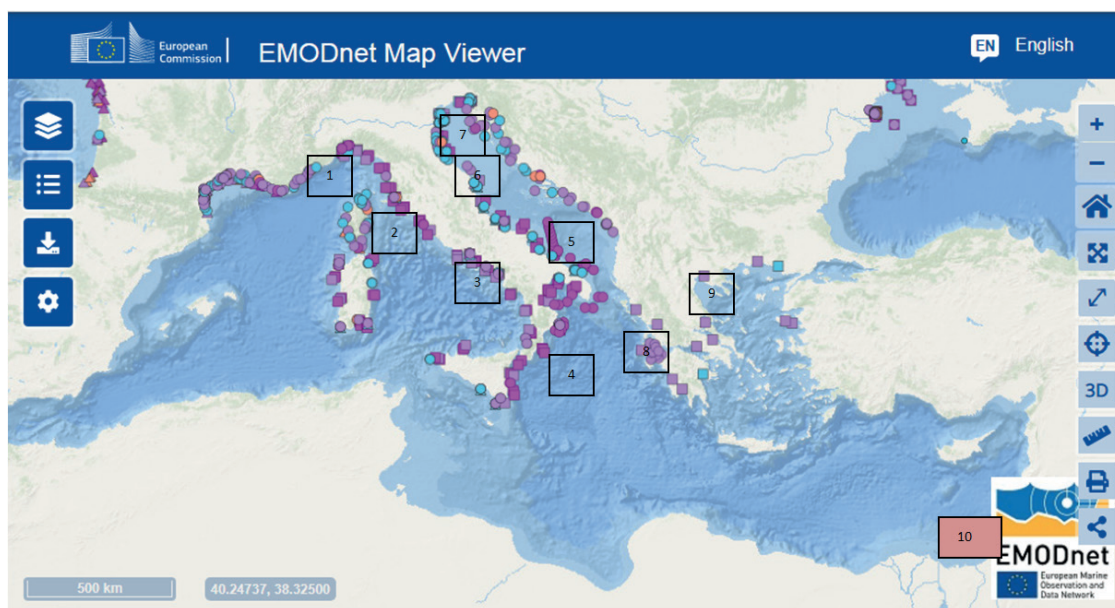 European
Commission
EMODnet Map Viewer
EN
English
7
1
6
2
5
3
9
8
4
3D
10
EMODnet
European Marine
Observation and
Data Network
500 km
40.24737, 38.32500